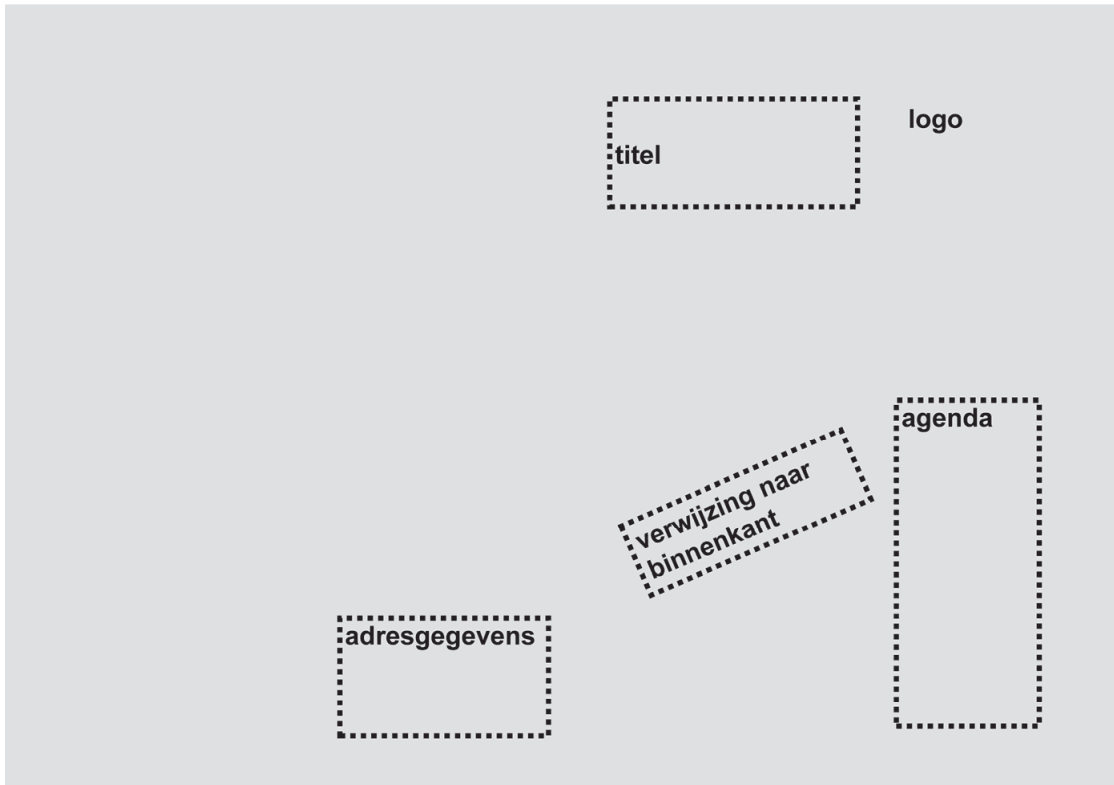 logo
titel
agenda
verwijzing naar
binnenkant
adresgegevens